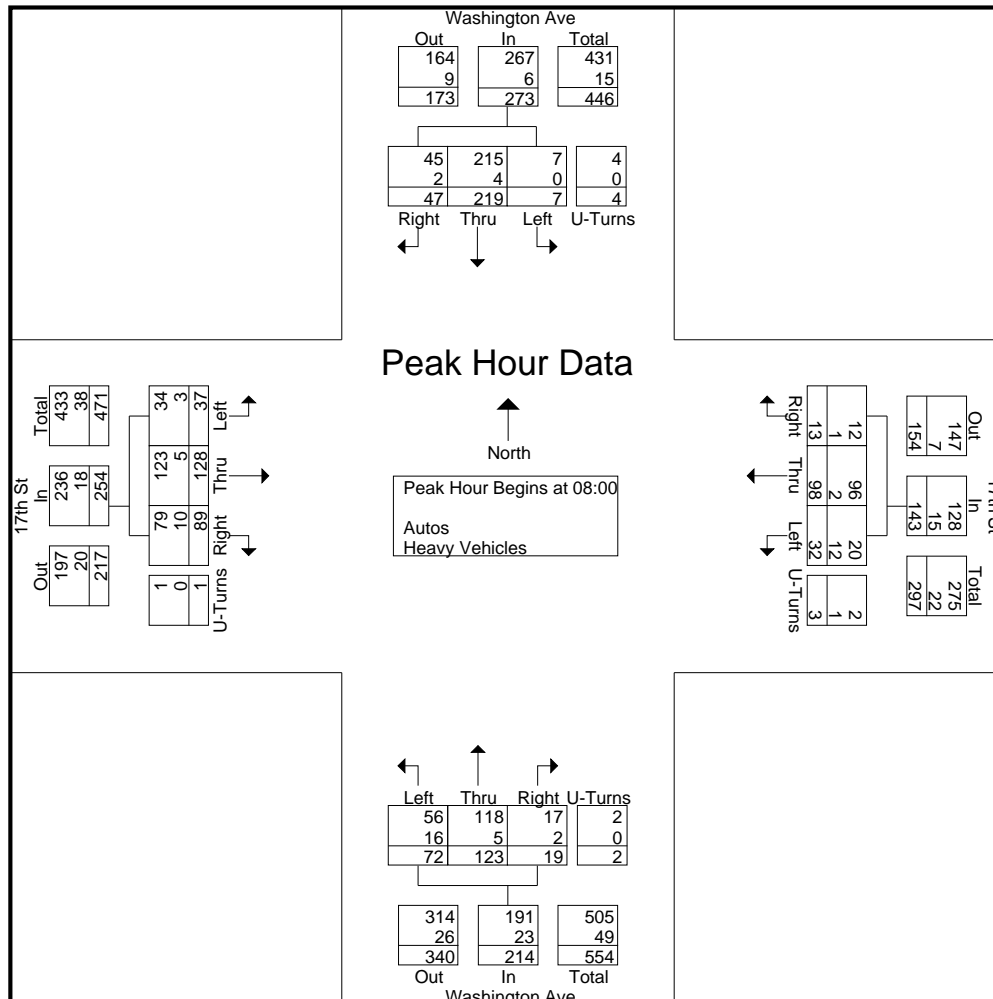 Washington Ave
Out In Total
164 267 431
9 6 15
173 273 446
45 215 7 4
2 4 0 0
47 219 7 4
Right Thru Left U-Turns
Peak Hour Data
North
Peak Hour Begins at 08:00
Autos
Heavy Vehicles
17th St
Total In Out
433 236 197
38 18 20
471 254 217
34 123 79 1
3 5 10 0
37 128 89 1
Left Thru Right U-Turns
17th St
Out In Total
147 128 275
7 15 22
154 143 297
12 96 20 2
1 2 12 1
13 98 32 3
Right Thru Left U-Turns
Left Thru Right U-Turns
56 118 17 2
16 5 2 0
72 123 19 2
314 191 505
26 23 49
340 214 554
Out In Total
Washington Ave